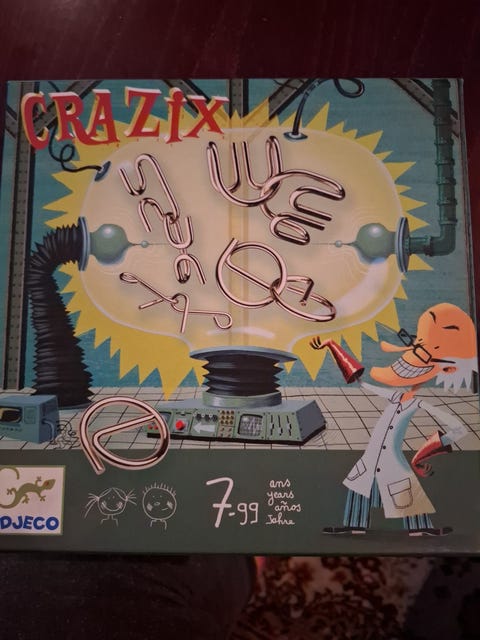 CRAZiX
DJECO
7-99
ans
years
años
Jahre